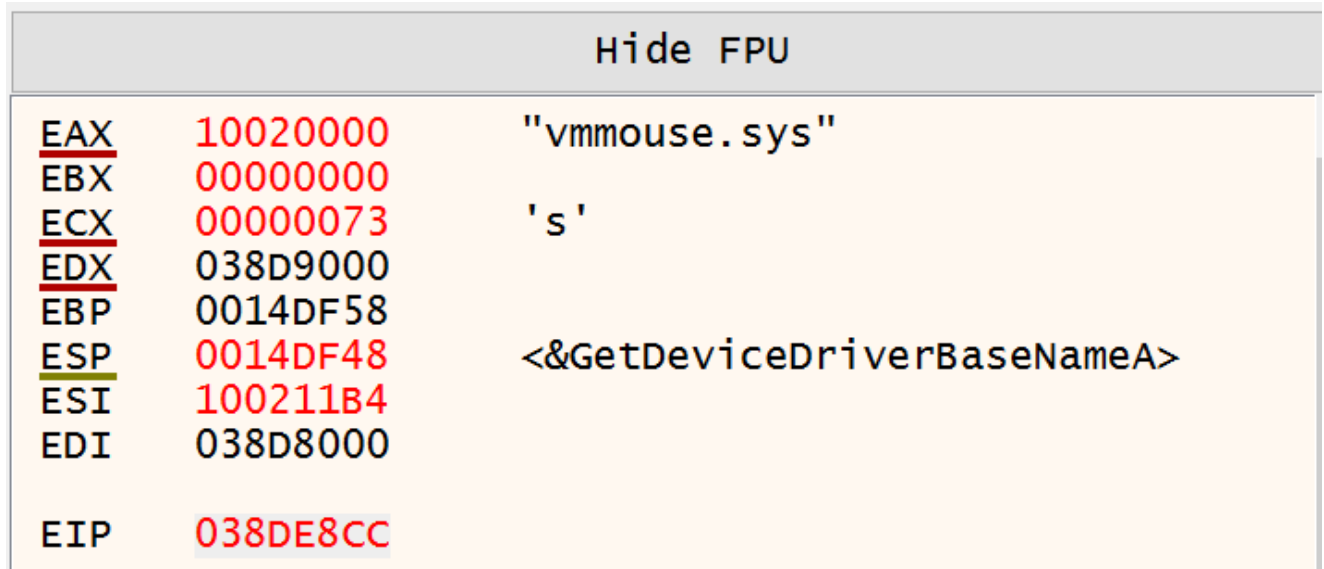 Hide FPU
EAX 10020000 "vmmouse.sys"
EBX 00000000
ECX 00000073 's'
EDX 038D9000
EBP 0014DF58
ESP 0014DF48 <&GetDeviceDriverBaseNameA>
ESI 100211B4
EDI 038D8000
EIP 038DE8CC